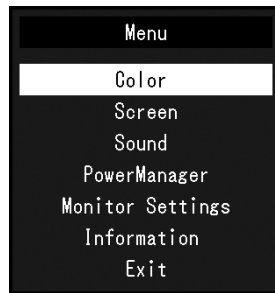 Menu
Color
Screen
Sound
PowerManager
Monitor Settings
Information
Exit